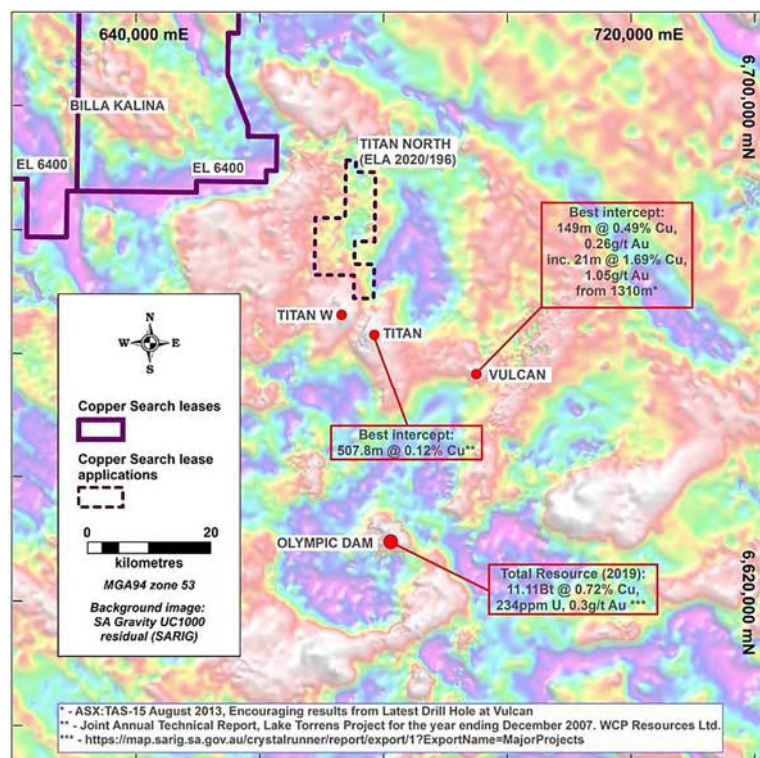 640,000 mE
720,000 mE
6,700,000 mN
BILLA KALINA
EL 6400
EL 6400
TITAN NORTH
(ELA 2020/196)
Best intercept:
149m @ 0.49% Cu,
0.26g/t Au
inc. 21m @ 1.69% Cu,
1.05g/t Au
from 1310m*
TITAN W
TITAN
VULCAN
Best intercept:
507.8m @ 0.12% Cu**
N
W E
S
Copper Search leases
Copper Search lease
applications
0 20
kilometres
MGA94 zone 53
Background image:
SA Gravity UC1000
residual (SARIG)
OLYMPIC DAM
Total Resource (2019):
11.11Bt @ 0.72% Cu,
234ppm U, 0.3g/t Au ***
6,620,000 mN
* - ASX:TAS-15 August 2013, Encouraging results from Latest Drill Hole at Vulcan
** - Joint Annual Technical Report, Lake Torrens Project for the year ending December 2007. WCP Resources Ltd.
*** - https://map.sarig.sa.gov.au/crystalrunner/report/export/1?ExportName=MajorProjects